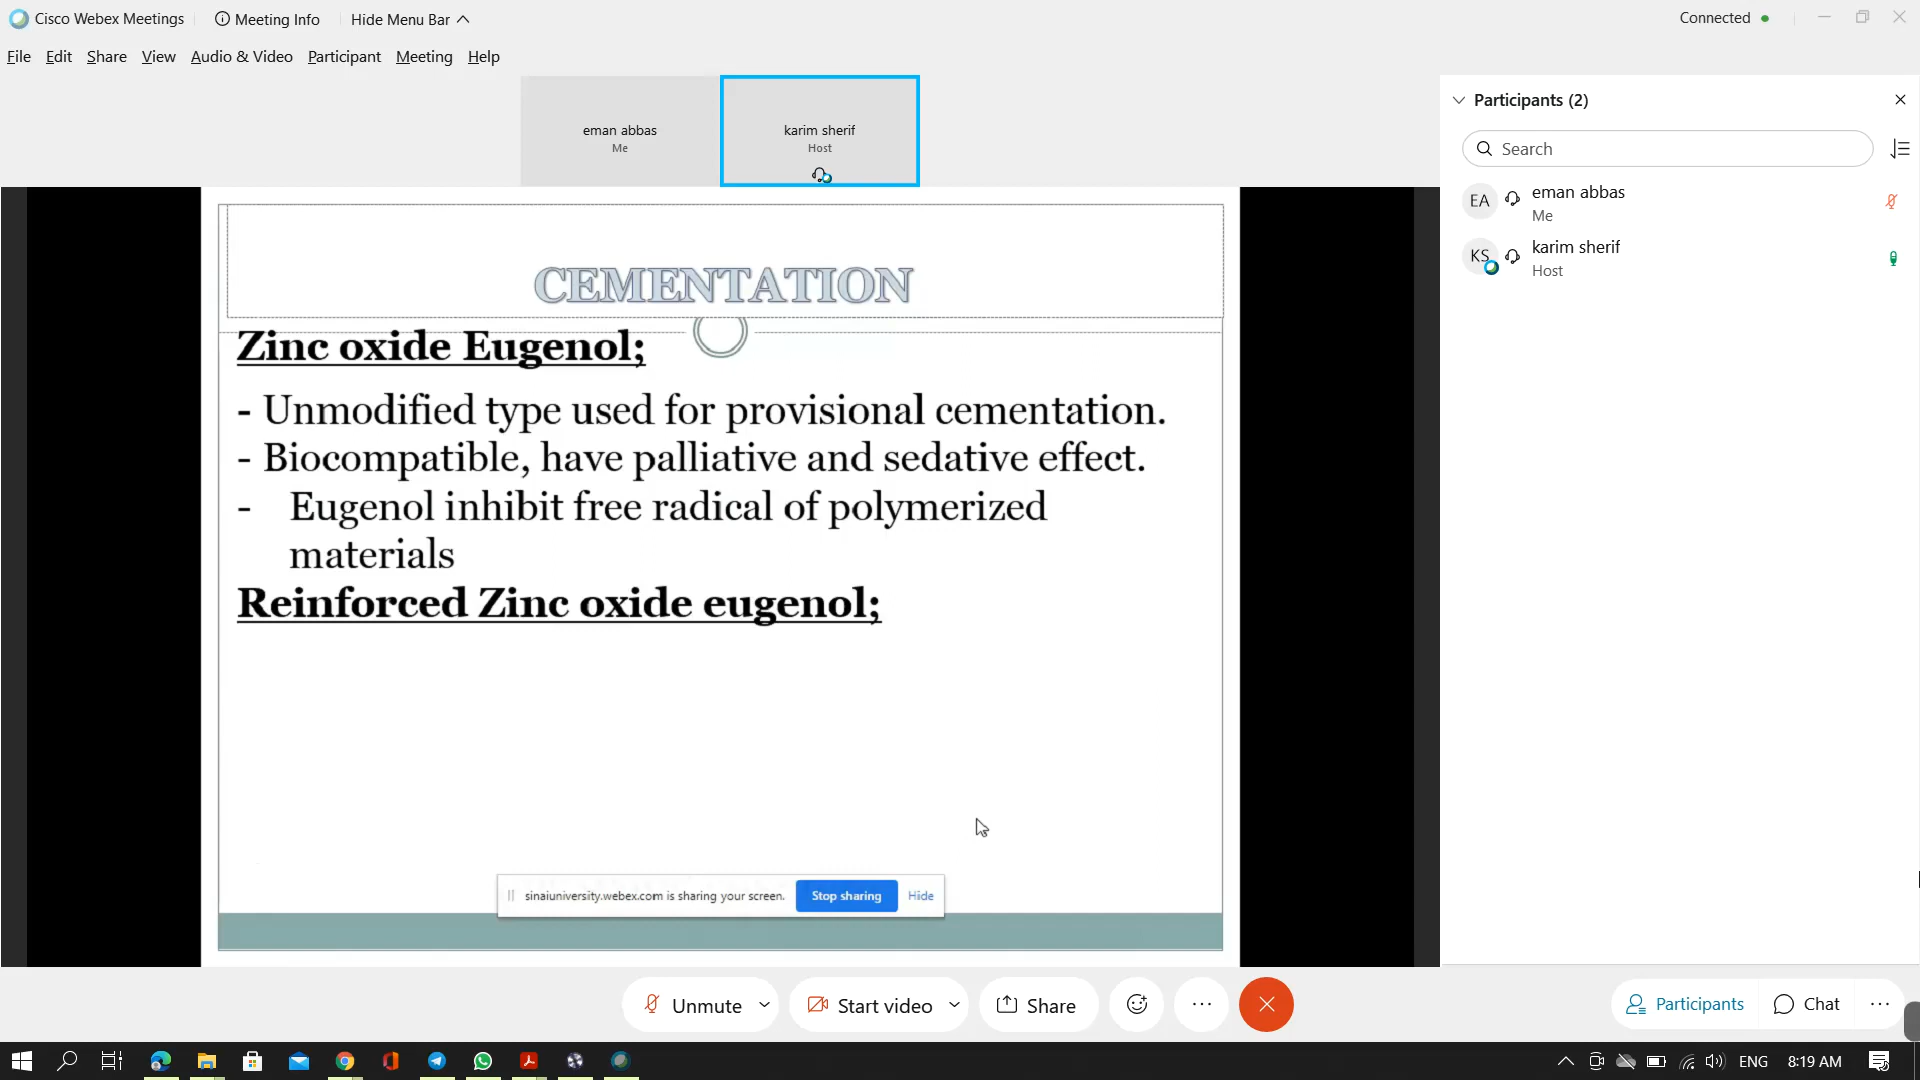 Cisco Webex Meetings Meeting Info Hide Menu Bar Connected
File Edit Share View Audio & Video Participant Meeting Help
eman abbas
Me
karim sherif
Host
Participants (2)
Search
EA eman abbas
Me
KS karim sherif
Host
CEMENTATION
Zinc oxide Eugenol;
- Unmodified type used for provisional cementation.
- Biocompatible, have palliative and sedative effect.
- Eugenol inhibit free radical of polymerized
materials
Reinforced Zinc oxide eugenol;
sinaiuniversity.webex.com is sharing your screen. Stop sharing Hide
Unmute Start video Share Participants Chat
ENG 8:19 AM